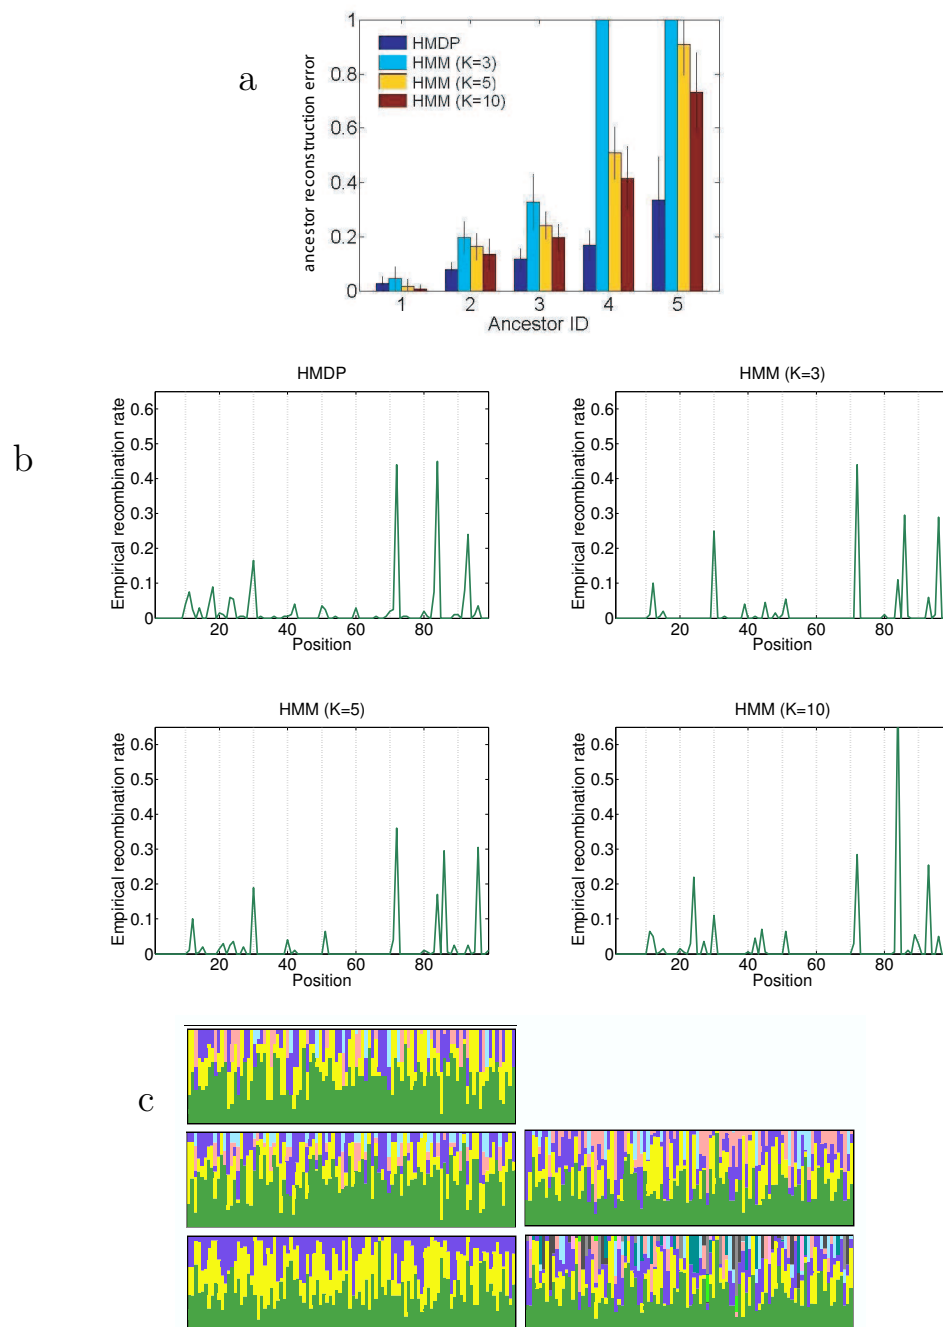 a
ancestor reconstruction error
1
0.8
0.6
0.4
0.2
0
HMDP
HMM (K=3)
HMM (K=5)
HMM (K=10)
1 2 3 4 5
Ancestor ID
b
HMDP
Empirical recombination rate
0.6
0.5
0.4
0.3
0.2
0.1
0
20 40 60 80
Position
HMM (K=3)
Empirical recombination rate
0.6
0.5
0.4
0.3
0.2
0.1
0
20 40 60 80
Position
HMM (K=5)
Empirical recombination rate
0.6
0.5
0.4
0.3
0.2
0.1
0
20 40 60 80
Position
HMM (K=10)
Empirical recombination rate
0.6
0.5
0.4
0.3
0.2
0.1
0
20 40 60 80
Position
c